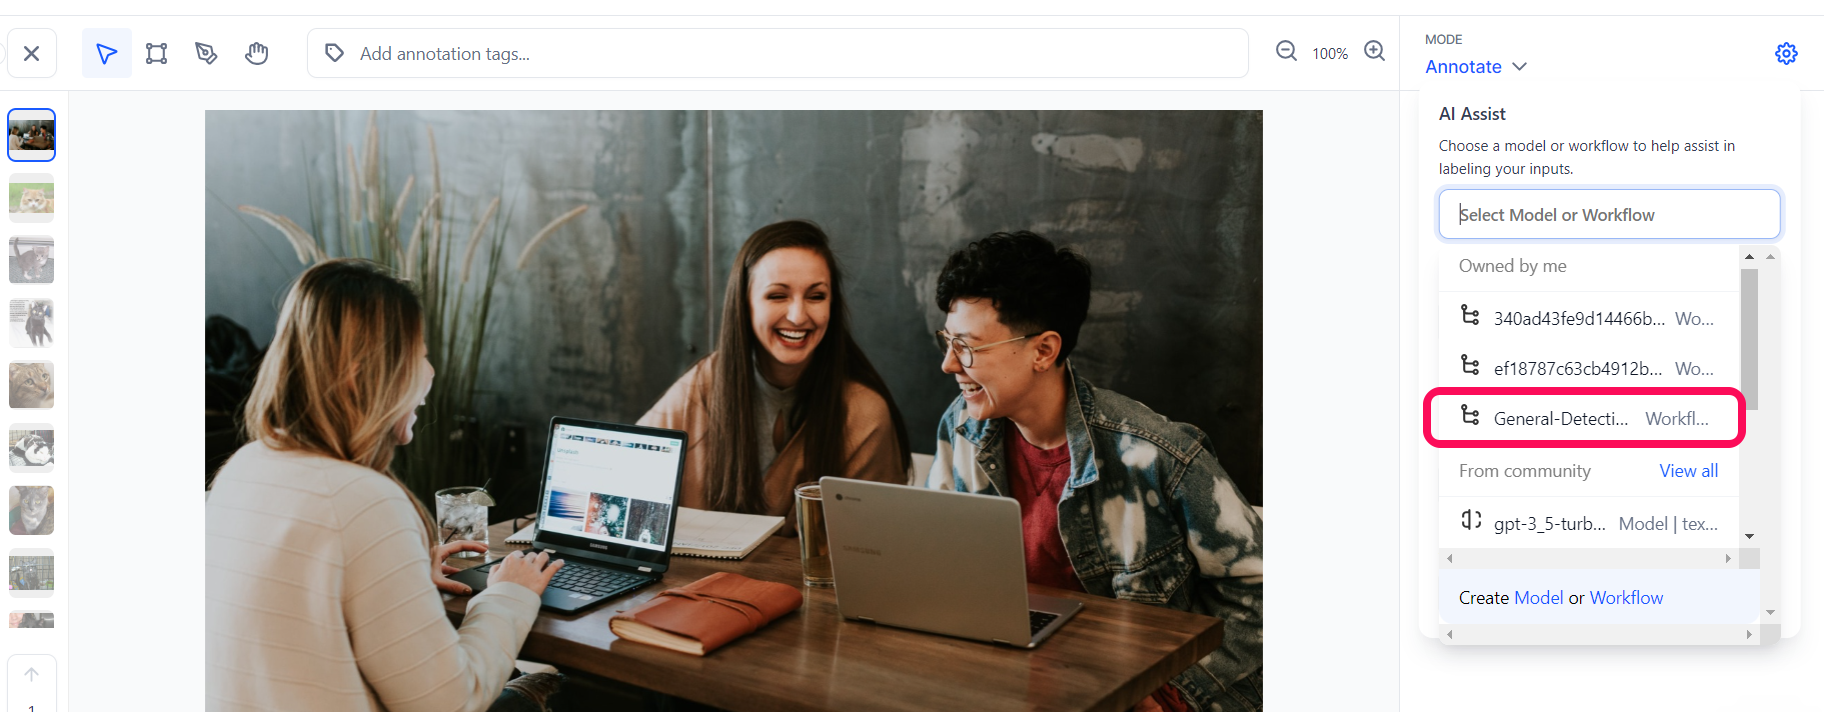 Add annotation tags...
100%
MODE
Annotate
AI Assist
Choose a model or workflow to help assist in
labeling your inputs.
Select Model or Workflow
Owned by me
340ad43fe9d14466b... Wo...
ef18787c63cb4912b... Wo...
General-Detecti... Workfl...
From community View all
gpt-3_5-turb... Model | tex...
Create Model or Workflow
SAMSUNG
1